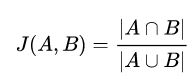 J(A, B) = |A ∩ B| / |A ∪ B|